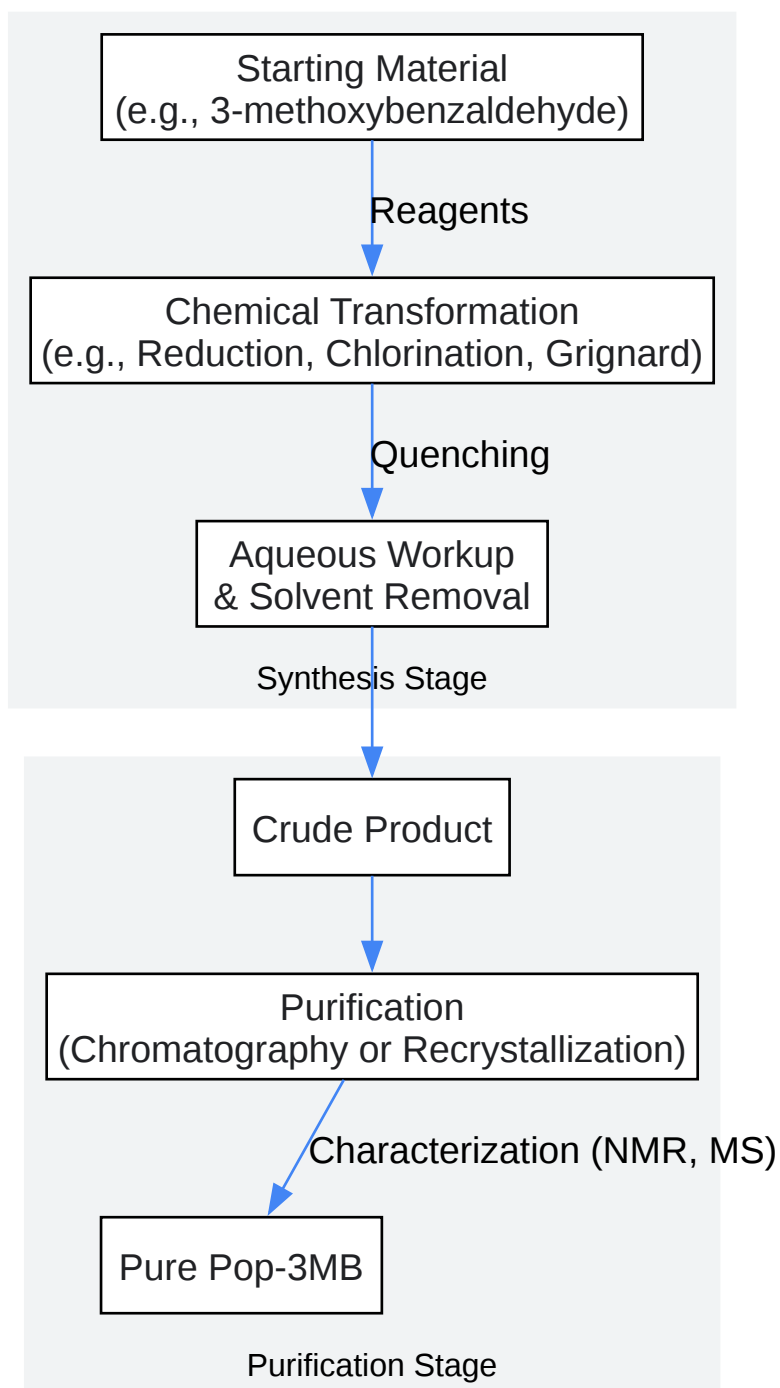 Starting Material
(e.g., 3-methoxybenzaldehyde)
Reagents
Chemical Transformation
(e.g., Reduction, Chlorination, Grignard)
Quenching
Aqueous Workup
& Solvent Removal
Synthesis Stage
Crude Product
Purification
(Chromatography or Recrystallization)
Characterization (NMR, MS)
Pure Pop-3MB
Purification Stage